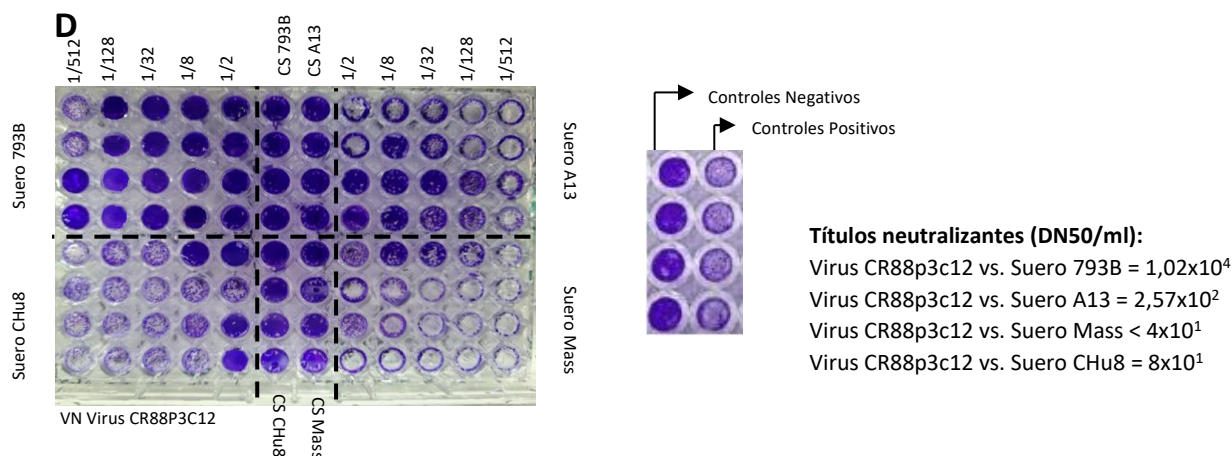 D
1/512 1/128 1/32 1/8 1/2 CS 793B CS A13 1/2 1/8 1/32 1/128 1/512
Suero 793B
Suero A13
Suero CHu8
Suero Mass
CS CHu8 CS Mass
VN Virus CR88P3C12
Controles Negativos
Controles Positivos
Títulos neutralizantes (DN50/ml):
Virus CR88p3c12 vs. Suero 793B = 1,02x10⁴
Virus CR88p3c12 vs. Suero A13 = 2,57x10²
Virus CR88p3c12 vs. Suero Mass < 4x10¹
Virus CR88p3c12 vs. Suero CHu8 = 8x10¹